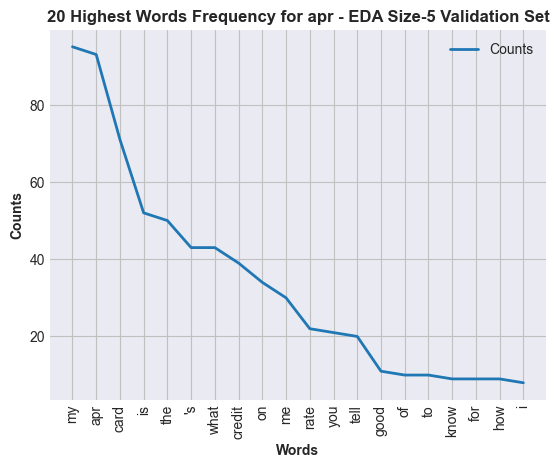 20 Highest Words Frequency for apr - EDA Size-5 Validation Set
Counts
Counts
80
60
40
20
my
apr
card
is
the
's
what
credit
on
me
rate
you
tell
good
of
to
know
for
how
i
Words